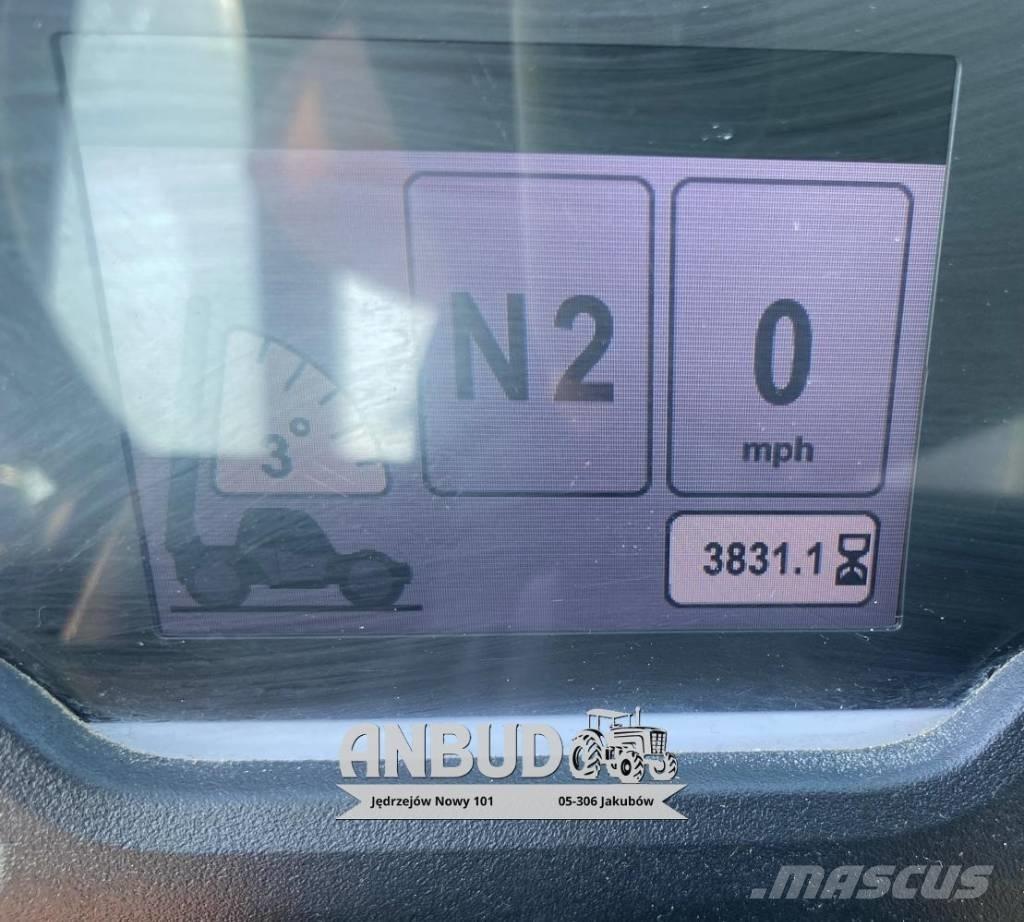 N2
0
mph
3°
3831.1
ANBUD
Jędrzejów Nowy 101 05-306 Jakubów
.mascus